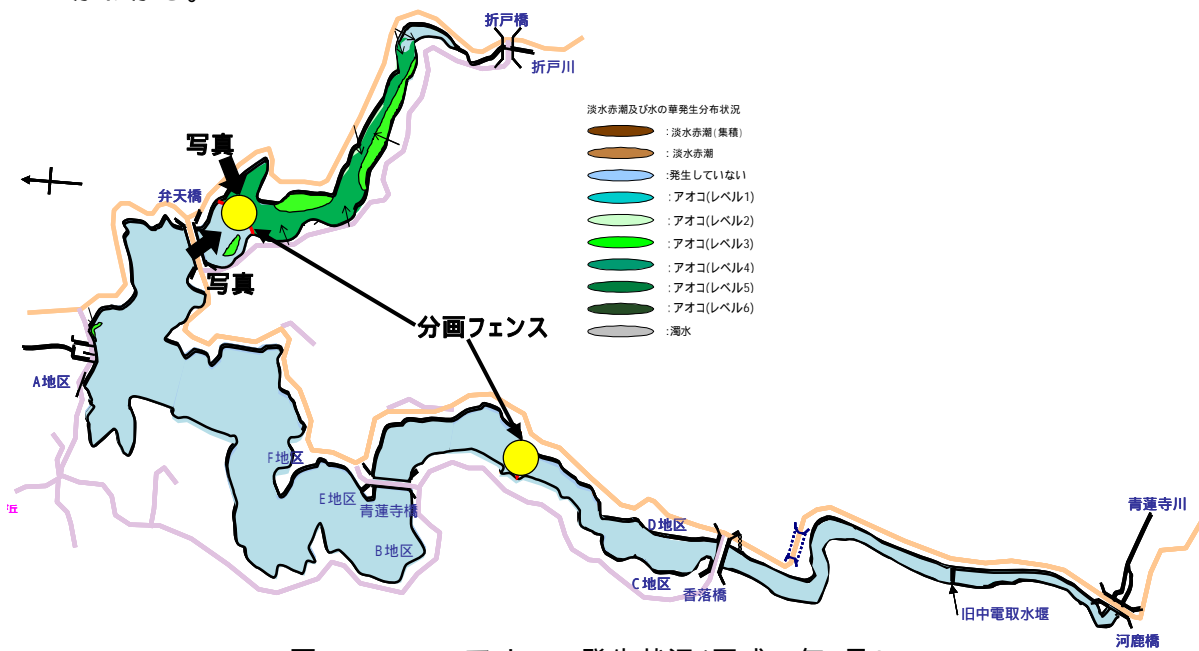 折戸橋
折戸川
写真
弁天橋
写真
分画フェンス
淡水赤潮及び水の華発生分布状況
：淡水赤潮(集積)
：淡水赤潮
：発生していない
：アオコ(レベル1)
：アオコ(レベル2)
：アオコ(レベル3)
：アオコ(レベル4)
：アオコ(レベル5)
：アオコ(レベル6)
：濁水
A地区
F地区
E地区
青蓮寺橋
B地区
D地区
C地区
香落橋
青蓮寺川
旧中電取水堰
河鹿橋